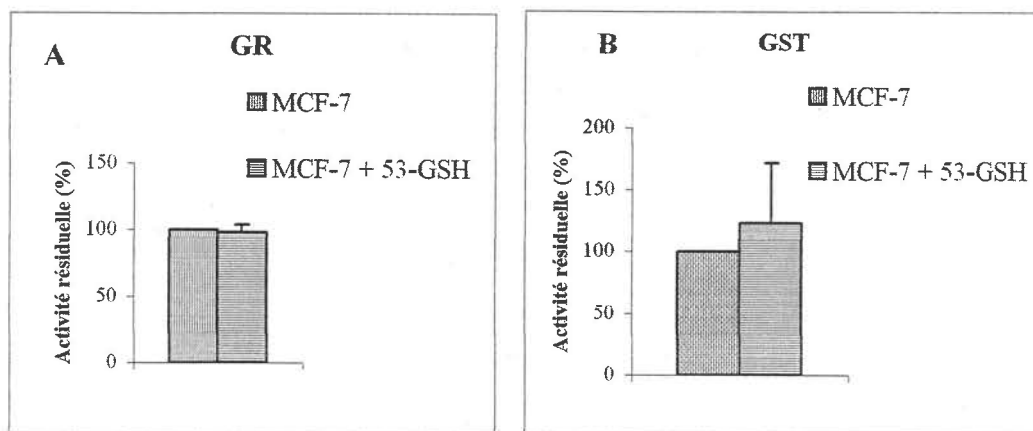 A
GR
MCF-7
MCF-7 + 53-GSH
Activité résiduelle (%)
150
100
50
0
B
GST
MCF-7
MCF-7 + 53-GSH
Activité résiduelle (%)
200
150
100
50
0